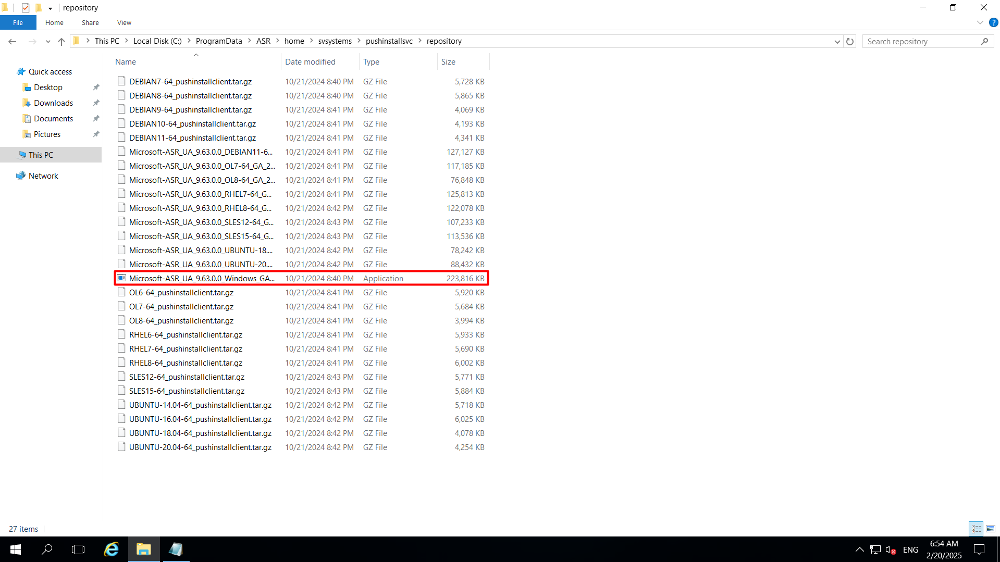 repository
File Home Share View
This PC Local Disk (C:) ProgramData ASR home svsystems pushinstallsvc repository
Search repository
Name Date modified Type Size
Quick access
Desktop
Downloads
Documents
Pictures
This PC
Network
DEBIAN7-64_pushinstallclient.tar.gz 10/21/2024 8:40 PM GZ File 5,728 KB
DEBIAN8-64_pushinstallclient.tar.gz 10/21/2024 8:40 PM GZ File 5,865 KB
DEBIAN9-64_pushinstallclient.tar.gz 10/21/2024 8:41 PM GZ File 4,069 KB
DEBIAN10-64_pushinstallclient.tar.gz 10/21/2024 8:41 PM GZ File 4,193 KB
DEBIAN11-64_pushinstallclient.tar.gz 10/21/2024 8:41 PM GZ File 4,341 KB
Microsoft-ASR_UA_9.63.0.0_DEBIAN11-6... 10/21/2024 8:41 PM GZ File 127,127 KB
Microsoft-ASR_UA_9.63.0.0_OL7-64_GA_2... 10/21/2024 8:41 PM GZ File 117,185 KB
Microsoft-ASR_UA_9.63.0.0_OL8-64_GA_2... 10/21/2024 8:41 PM GZ File 76,848 KB
Microsoft-ASR_UA_9.63.0.0_RHEL7-64_G... 10/21/2024 8:41 PM GZ File 125,813 KB
Microsoft-ASR_UA_9.63.0.0_RHEL8-64_G... 10/21/2024 8:42 PM GZ File 122,078 KB
Microsoft-ASR_UA_9.63.0.0_SLES12-64_G... 10/21/2024 8:43 PM GZ File 107,233 KB
Microsoft-ASR_UA_9.63.0.0_SLES15-64_G... 10/21/2024 8:43 PM GZ File 113,536 KB
Microsoft-ASR_UA_9.63.0.0_UBUNTU-18.... 10/21/2024 8:42 PM GZ File 78,242 KB
Microsoft-ASR_UA_9.63.0.0_UBUNTU-20.... 10/21/2024 8:42 PM GZ File 88,432 KB
Microsoft-ASR_UA_9.63.0.0_Windows_GA... 10/21/2024 8:40 PM Application 223,816 KB
OL6-64_pushinstallclient.tar.gz 10/21/2024 8:41 PM GZ File 5,920 KB
OL7-64_pushinstallclient.tar.gz 10/21/2024 8:41 PM GZ File 5,684 KB
OL8-64_pushinstallclient.tar.gz 10/21/2024 8:41 PM GZ File 3,994 KB
RHEL6-64_pushinstallclient.tar.gz 10/21/2024 8:41 PM GZ File 5,933 KB
RHEL7-64_pushinstallclient.tar.gz 10/21/2024 8:41 PM GZ File 5,690 KB
RHEL8-64_pushinstallclient.tar.gz 10/21/2024 8:41 PM GZ File 6,002 KB
SLES12-64_pushinstallclient.tar.gz 10/21/2024 8:43 PM GZ File 5,771 KB
SLES15-64_pushinstallclient.tar.gz 10/21/2024 8:43 PM GZ File 5,884 KB
UBUNTU-14.04-64_pushinstallclient.tar.gz 10/21/2024 8:42 PM GZ File 5,718 KB
UBUNTU-16.04-64_pushinstallclient.tar.gz 10/21/2024 8:42 PM GZ File 6,025 KB
UBUNTU-18.04-64_pushinstallclient.tar.gz 10/21/2024 8:42 PM GZ File 4,078 KB
UBUNTU-20.04-64_pushinstallclient.tar.gz 10/21/2024 8:42 PM GZ File 4,254 KB
27 items
ENG
6:54 AM
2/20/2025